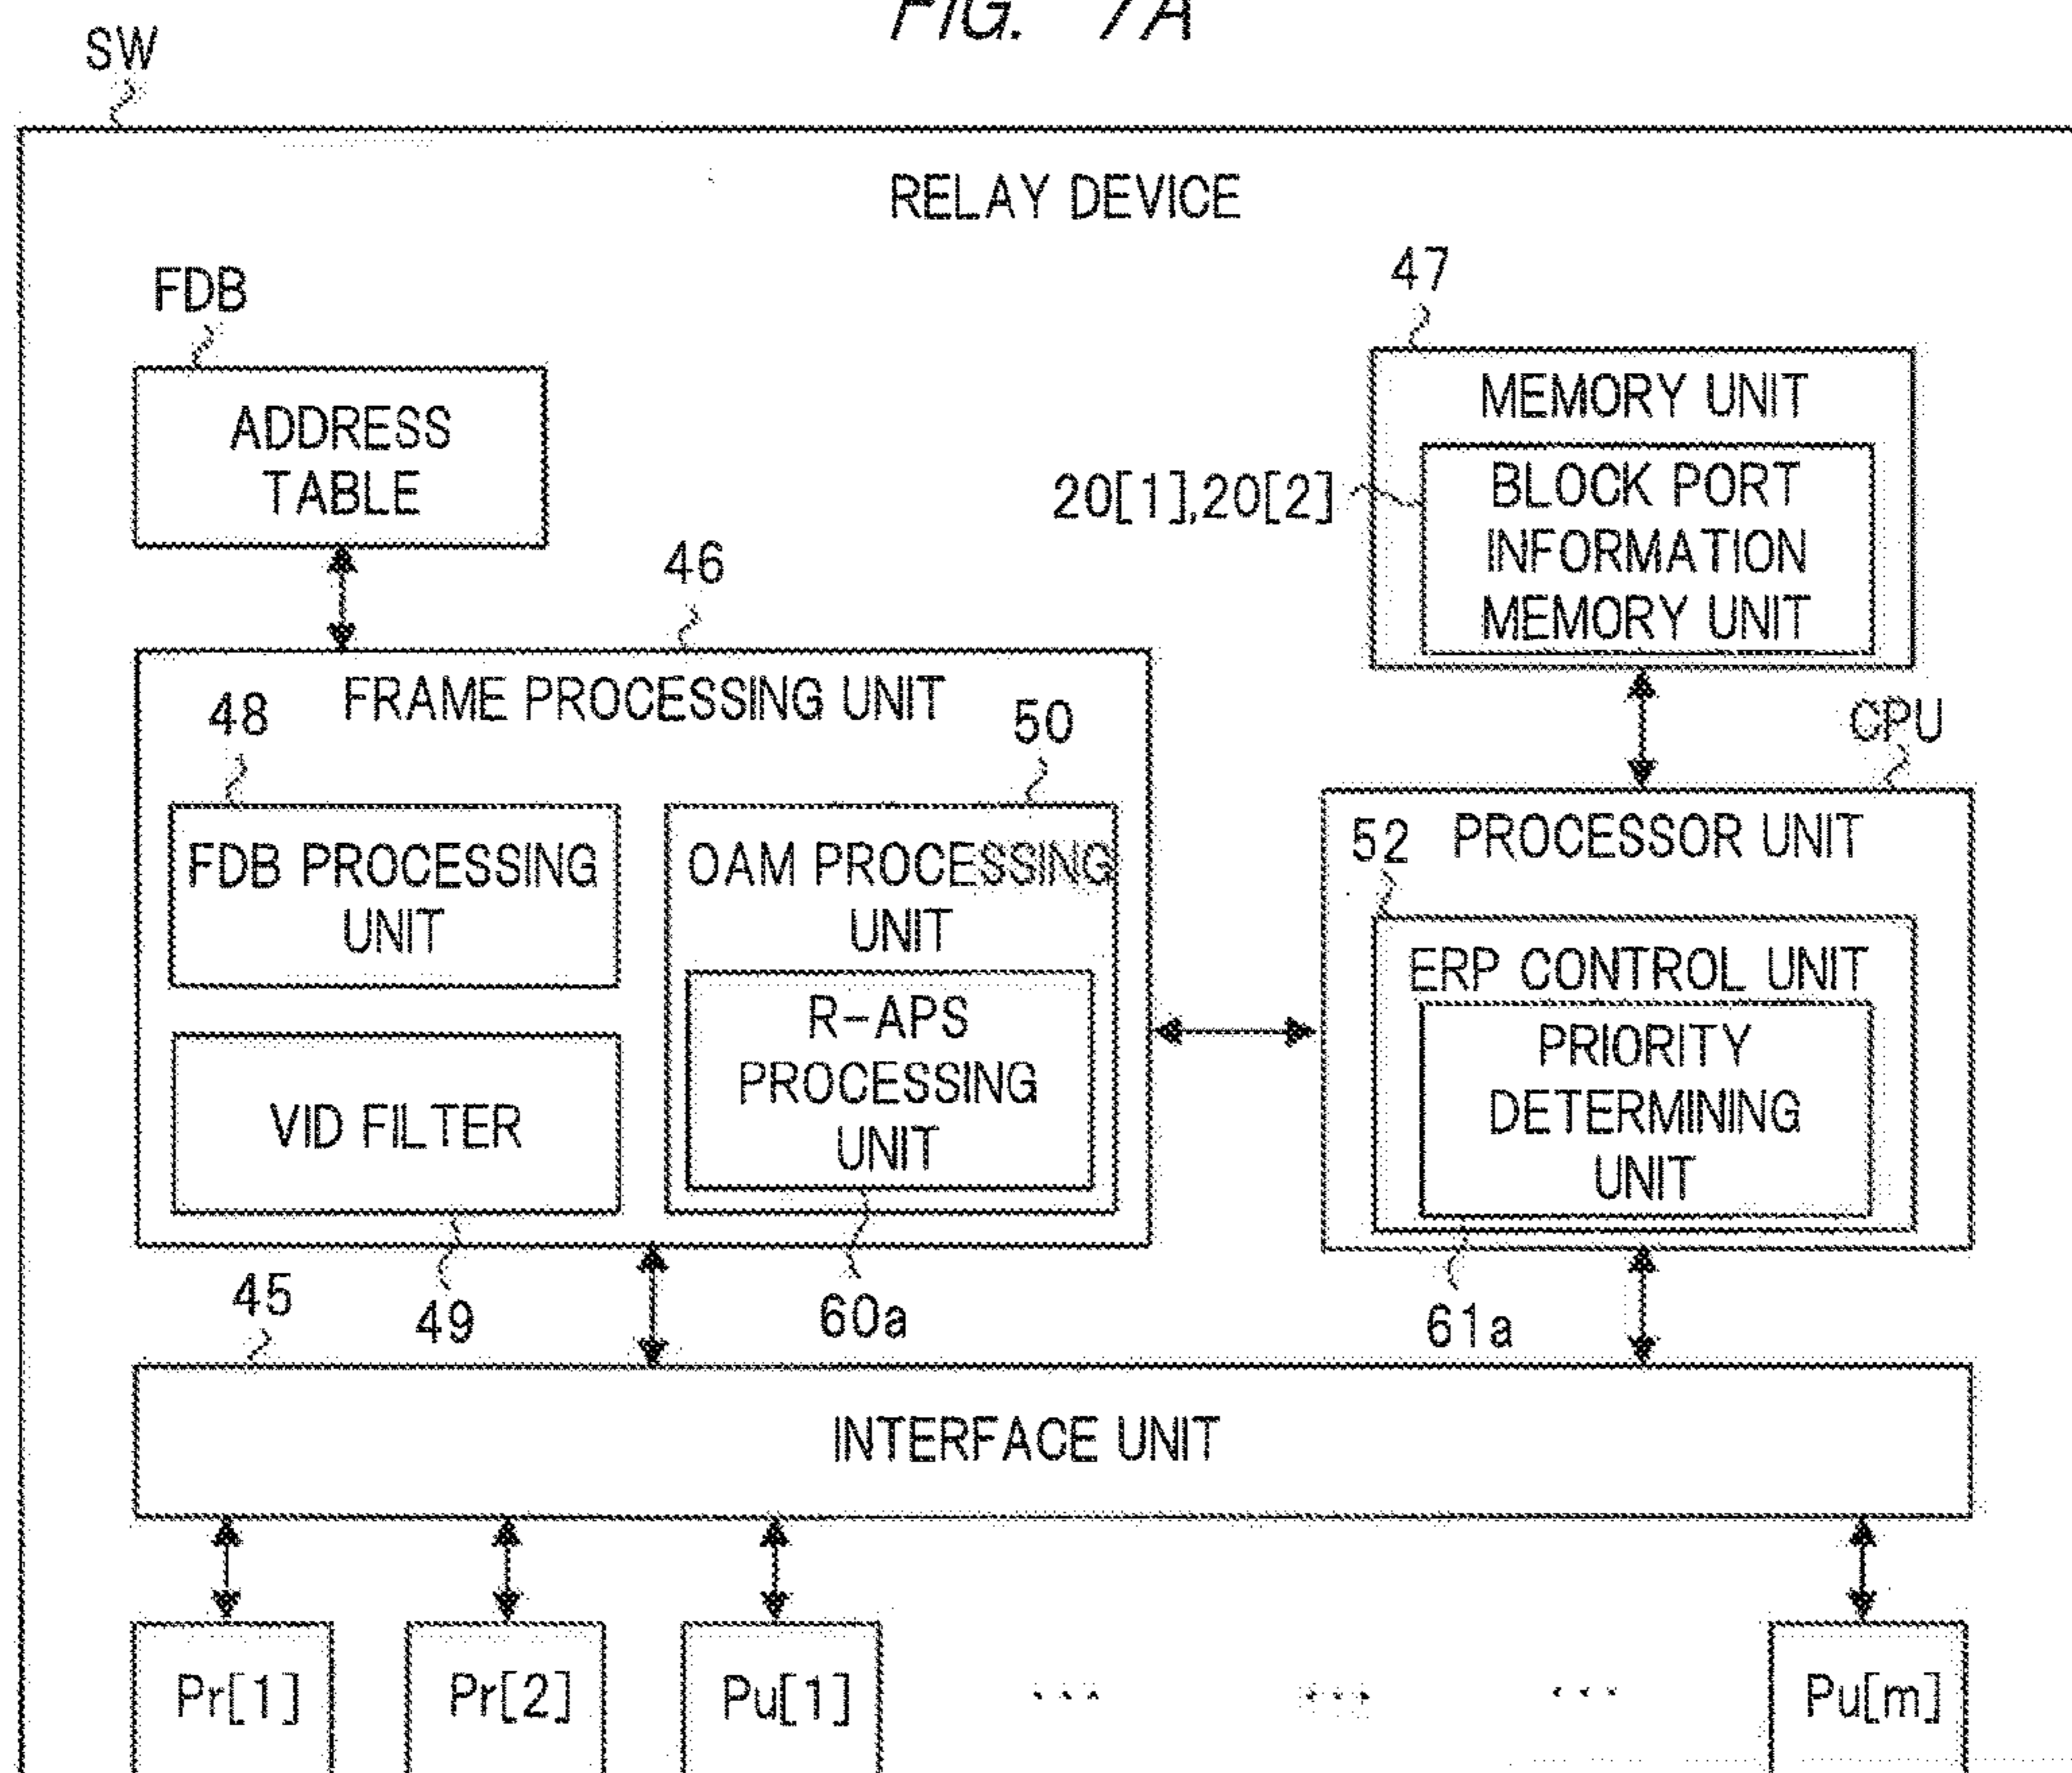 FIG. 7A
SW
RELAY DEVICE
FDB
47
ADDRESS
TABLE
MEMORY UNIT
20[1],20[2]
BLOCK PORT
INFORMATION
MEMORY UNIT
46
FRAME PROCESSING UNIT
48
50
CPU
FDB PROCESSING
UNIT
OAM PROCESSING
UNIT
52
PROCESSOR UNIT
ERP CONTROL UNIT
R-APS
PROCESSING
UNIT
PRIORITY
DETERMINING
UNIT
VID FILTER
45
49
60a
61a
INTERFACE UNIT
Pr[1]
Pr[2]
Pu[1]
... ... ...
Pu[m]